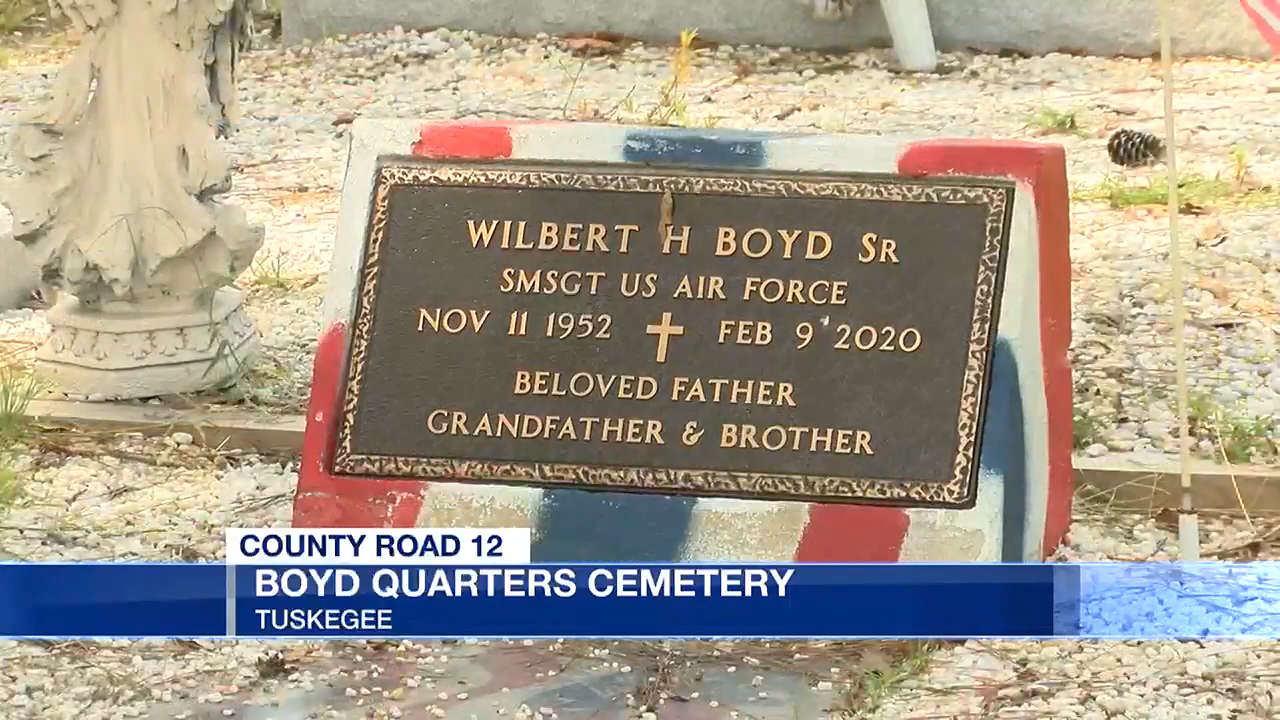 WILBERT H BOYD SR
SMSGT US AIR FORCE
NOV 11 1952 FEB 9 2020
BELOVED FATHER
GRANDFATHER & BROTHER
COUNTY ROAD 12
BOYD QUARTERS CEMETERY
TUSKEGEE